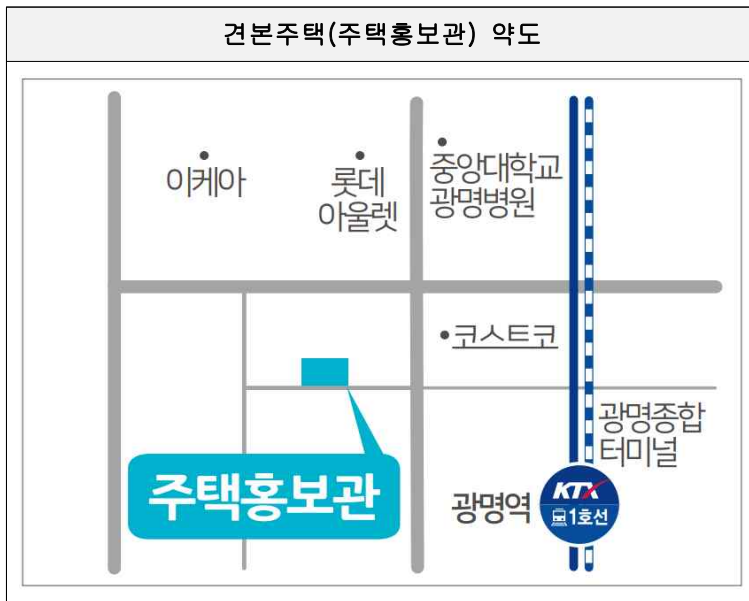 견본주택(주택홍보관) 약도
이케아
롯데
아울렛
중앙대학교
광명병원
코스트코
주택홍보관
광명종합
터미널
광명역
KTX
1호선